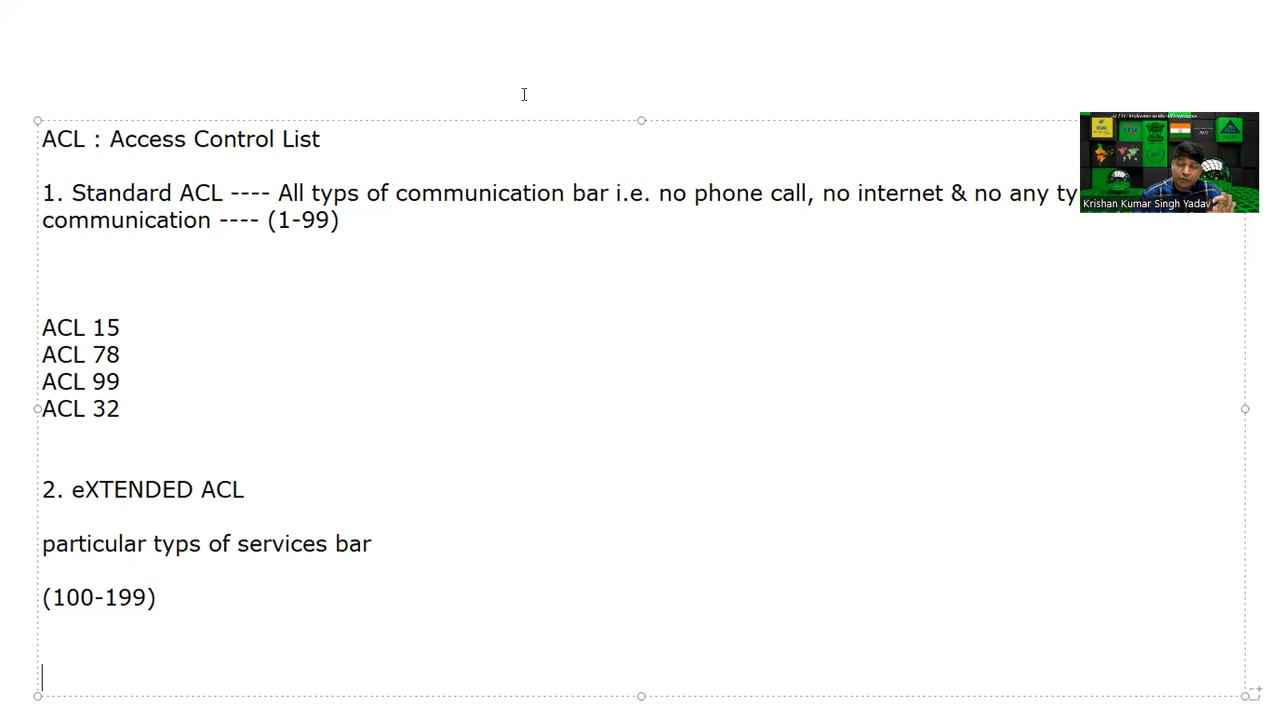 ACL : Access Control List
1. Standard ACL ---- All types of communication bar i.e. no phone call, no internet & no any ty
communication ---- (1-99)
ACL 15
ACL 78
ACL 99
ACL 32
2. eXTENDED ACL
particular typs of services bar
(100-199)
Krishan Kumar Singh Yadav